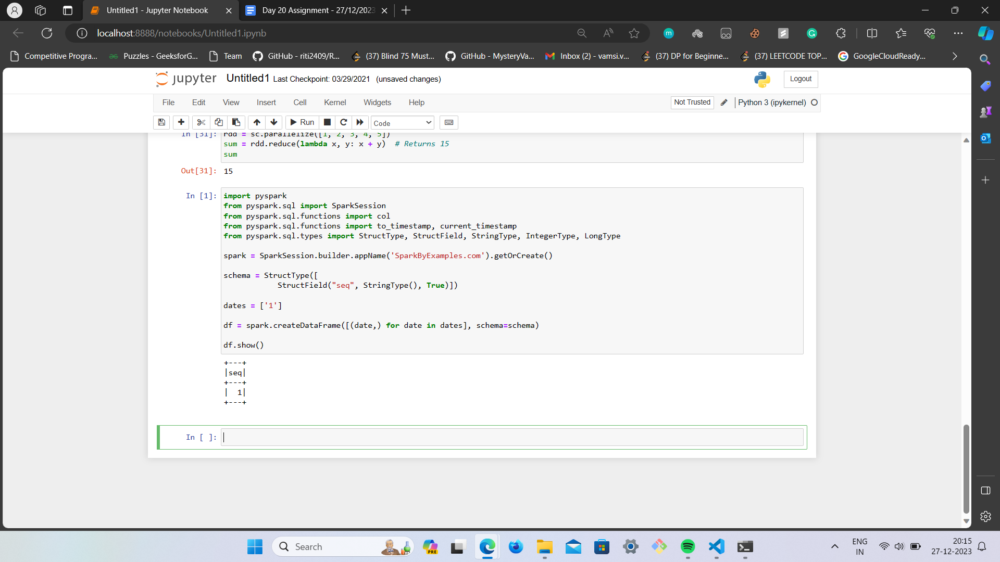 Untitled1 - Jupyter Notebook
Day 20 Assignment - 27/12/2023
localhost:8888/notebooks/Untitled1.ipynb
Competitive Progra...
Puzzles - GeeksforG...
Team
GitHub - riti2409/R...
(37) Blind 75 Must...
GitHub - MysteryVa...
Inbox (2) - vamsi.v...
(37) DP for Beginne...
(37) LEETCODE TOP...
GoogleCloudReady...
jupyter Untitled1 Last Checkpoint: 03/29/2021 (unsaved changes)
Logout
File Edit View Insert Cell Kernel Widgets Help
Not Trusted
Python 3 (ipykernel)
Run
Code
In [31]: rdd = sc.parallelize([1, 2, 3, 4, 5])
sum = rdd.reduce(lambda x, y: x + y)  # Returns 15
sum
Out[31]: 15
In [1]: import pyspark
from pyspark.sql import SparkSession
from pyspark.sql.functions import col
from pyspark.sql.functions import to_timestamp, current_timestamp
from pyspark.sql.types import StructType, StructField, StringType, IntegerType, LongType
spark = SparkSession.builder.appName('SparkByExamples.com').getOrCreate()
schema = StructType([
            StructField("seq", StringType(), True)])
dates = ['1']
df = spark.createDataFrame([(date,) for date in dates], schema=schema)
df.show()
+---+
|seq|
+---+
|  1|
+---+
In [ ]:
Search
PRE
ENG
IN
20:15
27-12-2023